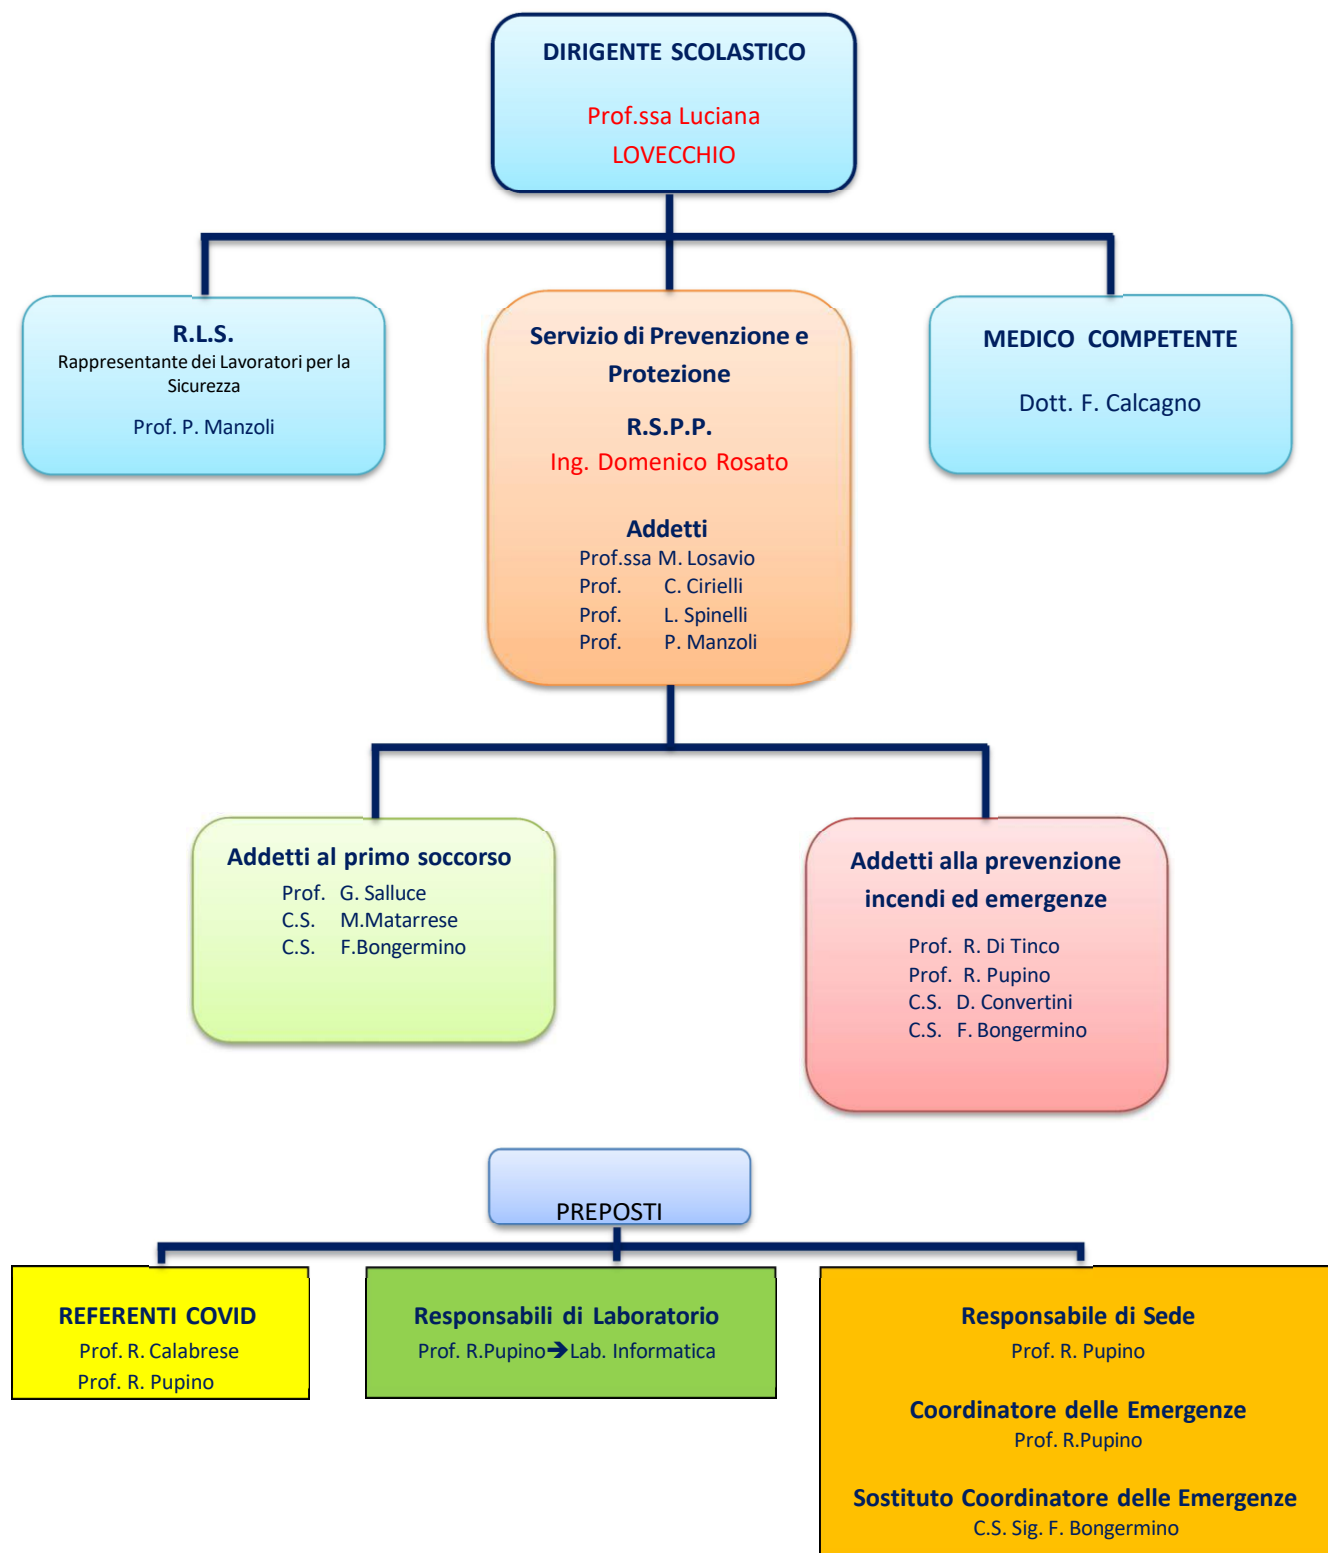 DIRIGENTE SCOLASTICO
Prof.ssa Luciana
LOVECCHIO
R.L.S.
Rappresentante dei Lavoratori per la
Sicurezza
Prof. P. Manzoli
Servizio di Prevenzione e
Protezione
R.S.P.P.
Ing. Domenico Rosato
Addetti
Prof.ssa M. Losavio
Prof. C. Cirielli
Prof. L. Spinelli
Prof. P. Manzoli
MEDICO COMPETENTE
Dott. F. Calcagno
Addetti al primo soccorso
Prof. G. Salluce
C.S. M.Matarrese
C.S. F.Bongermino
Addetti alla prevenzione
incendi ed emergenze
Prof. R. Di Tinco
Prof. R. Pupino
C.S. D. Convertini
C.S. F. Bongermino
PREPOSTI
REFERENTI COVID
Prof. R. Calabrese
Prof. R. Pupino
Responsabili di Laboratorio
Prof. R.Pupino➔Lab. Informatica
Responsabile di Sede
Prof. R. Pupino
Coordinatore delle Emergenze
Prof. R.Pupino
Sostituto Coordinatore delle Emergenze
C.S. Sig. F. Bongermino